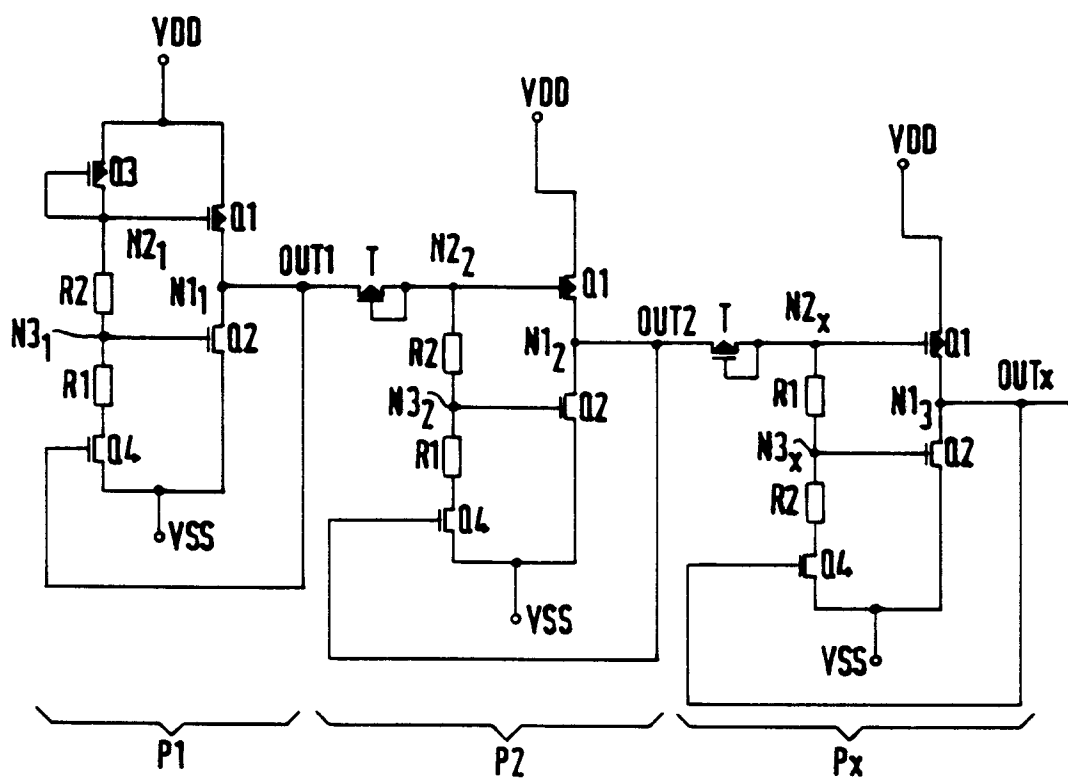 VDD
Q3
Q1
N2₁
R2
N1₁
N3₁
Q2
R1
Q4
VSS
OUT1
T
VDD
N2₂
Q1
R2
N1₂
N3₂
Q2
R1
Q4
VSS
OUT2
T
VDD
N2ₓ
Q1
R1
N1₃
OUTx
N3ₓ
Q2
R2
Q4
VSS
P1
P2
Px